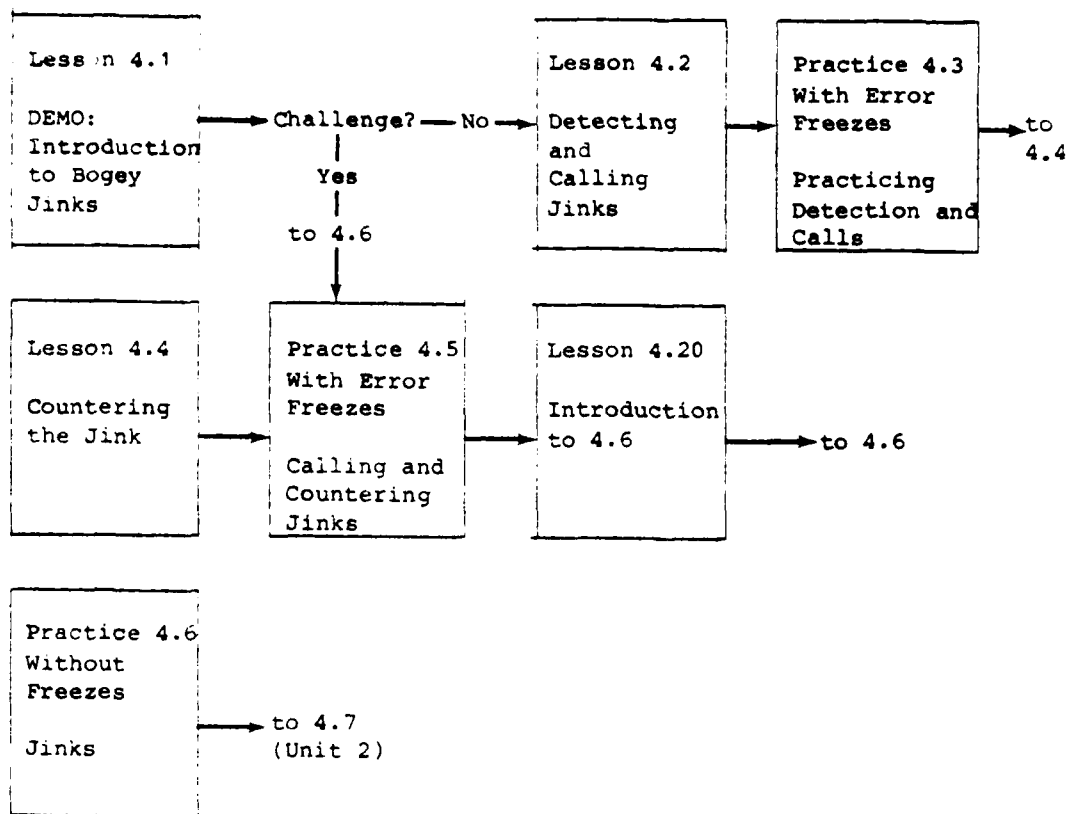 Lesson 4.1
DEMO:
Introduction
to Bogey
Jinks
Challenge?
No
Yes
to 4.6
Lesson 4.2
Detecting
and
Calling
Jinks
Practice 4.3
With Error
Freezes
Practicing
Detection and
Calls
to
4.4
Lesson 4.4
Countering
the Jink
Practice 4.5
With Error
Freezes
Calling and
Countering
Jinks
Lesson 4.20
Introduction
to 4.6
to 4.6
Practice 4.6
Without
Freezes
Jinks
to 4.7
(Unit 2)